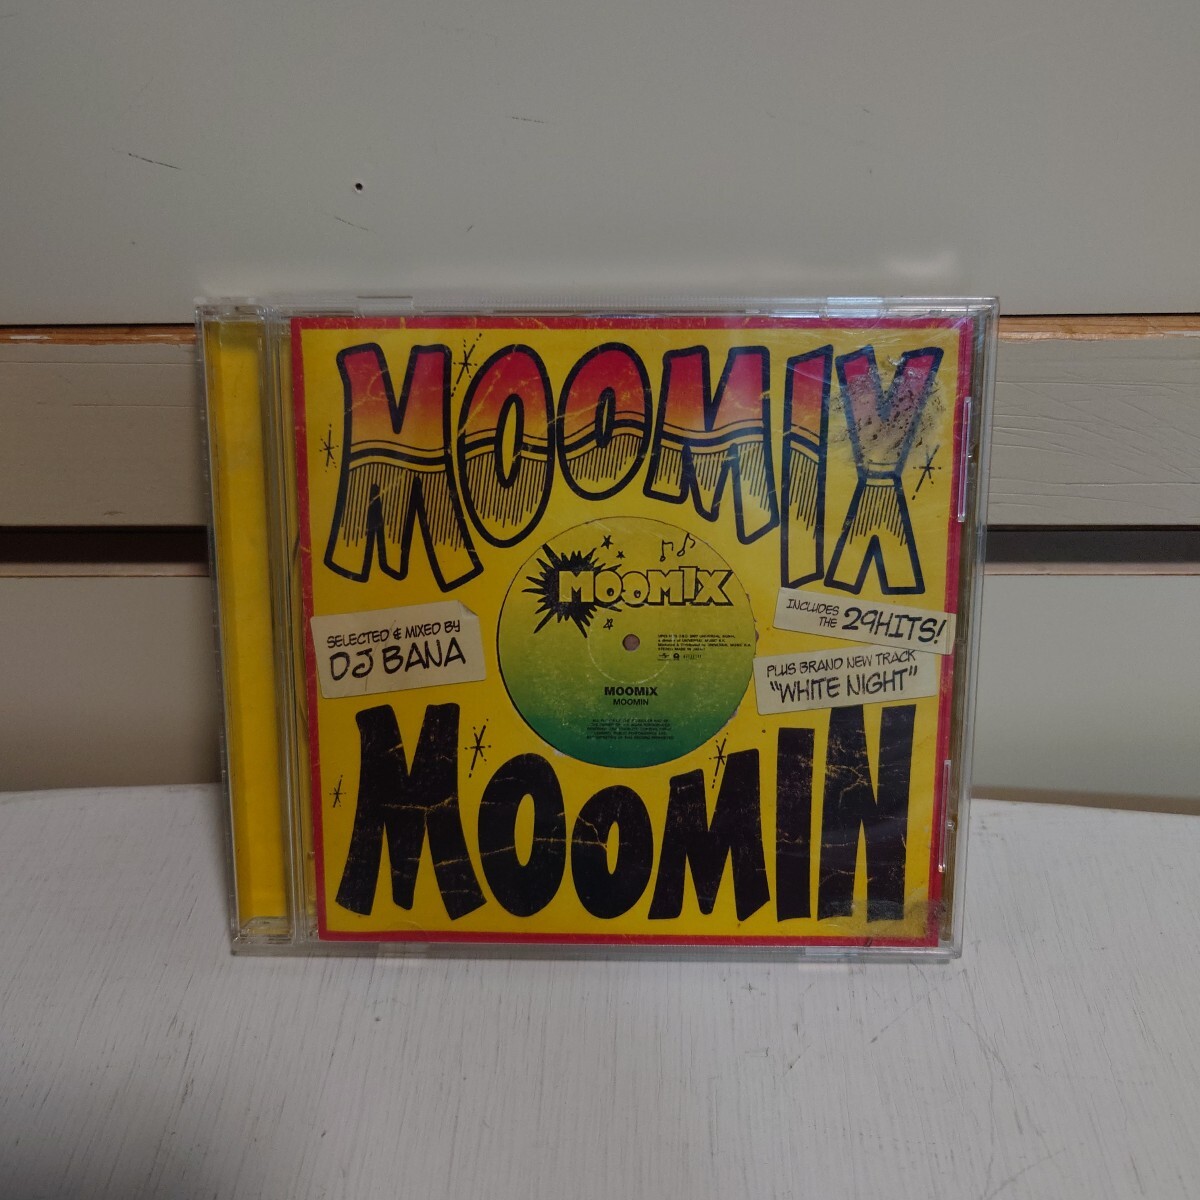 MOOMIX
MOOMIX
SELECTED & MIXED BY
DJ BANA
INCLUDES
THE 29HITS!
PLUS BRAND NEW TRACK
"WHITE NIGHT"
MOOMIX
MOOMIN
MOOMIN